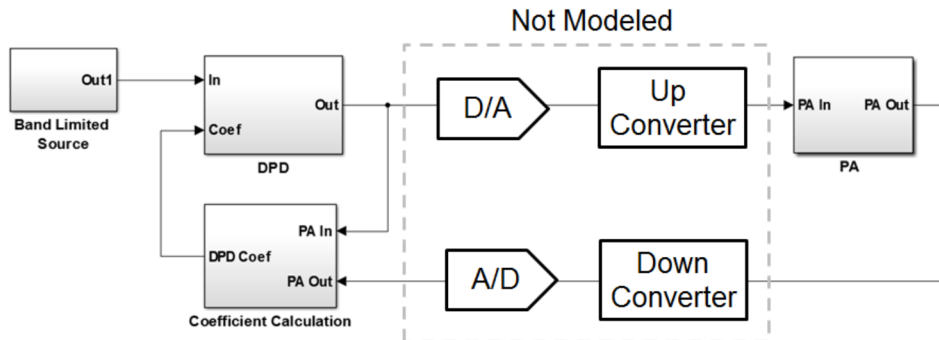 Not Modeled
Out1
Band Limited
Source
In
Out
Coef
DPD
D/A
Up
Converter
PA In
PA Out
PA
PA In
DPD Coef
PA Out
Coefficient Calculation
A/D
Down
Converter